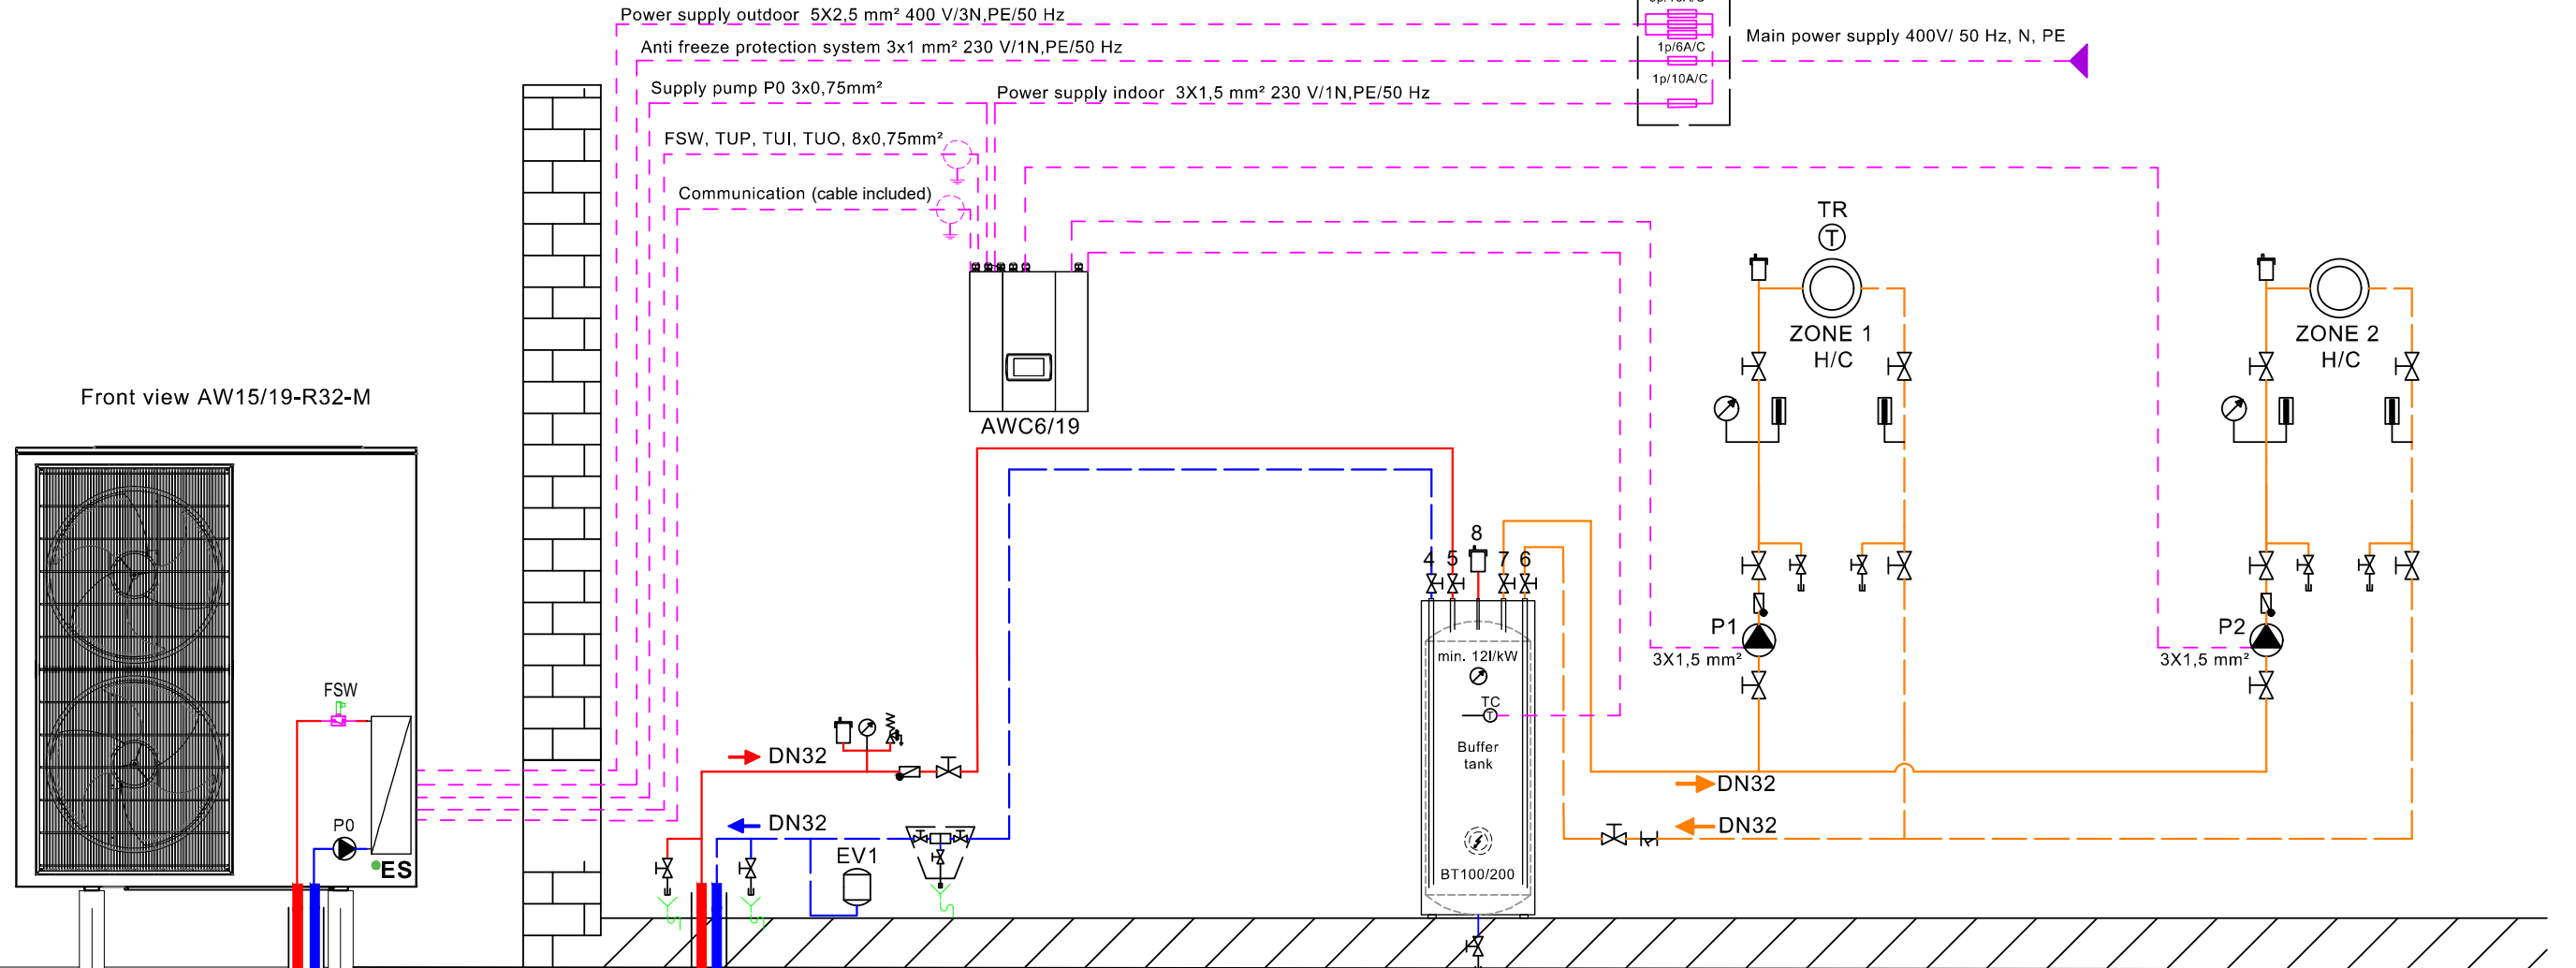 Power supply outdoor 5X2,5 mm² 400 V/3N,PE/50 Hz
Anti freeze protection system 3x1 mm² 230 V/1N,PE/50 Hz
1p/6A/C
Main power supply 400V/ 50 Hz, N, PE
1p/10A/C
Supply pump P0 3x0,75mm²
Power supply indoor 3X1,5 mm² 230 V/1N,PE/50 Hz
FSW, TUP, TUI, TUO, 8x0,75mm²
Communication (cable included)
TR
T
ZONE 1
H/C
ZONE 2
H/C
Front view AW15/19-R32-M
AWC6/19
8
4 5 7 6
P1
3X1,5 mm²
P2
3X1,5 mm²
min. 12l/kW
TC
T
Buffer
tank
BT100/200
FSW
P0
ES
DN32
DN32
EV1
DN32
DN32